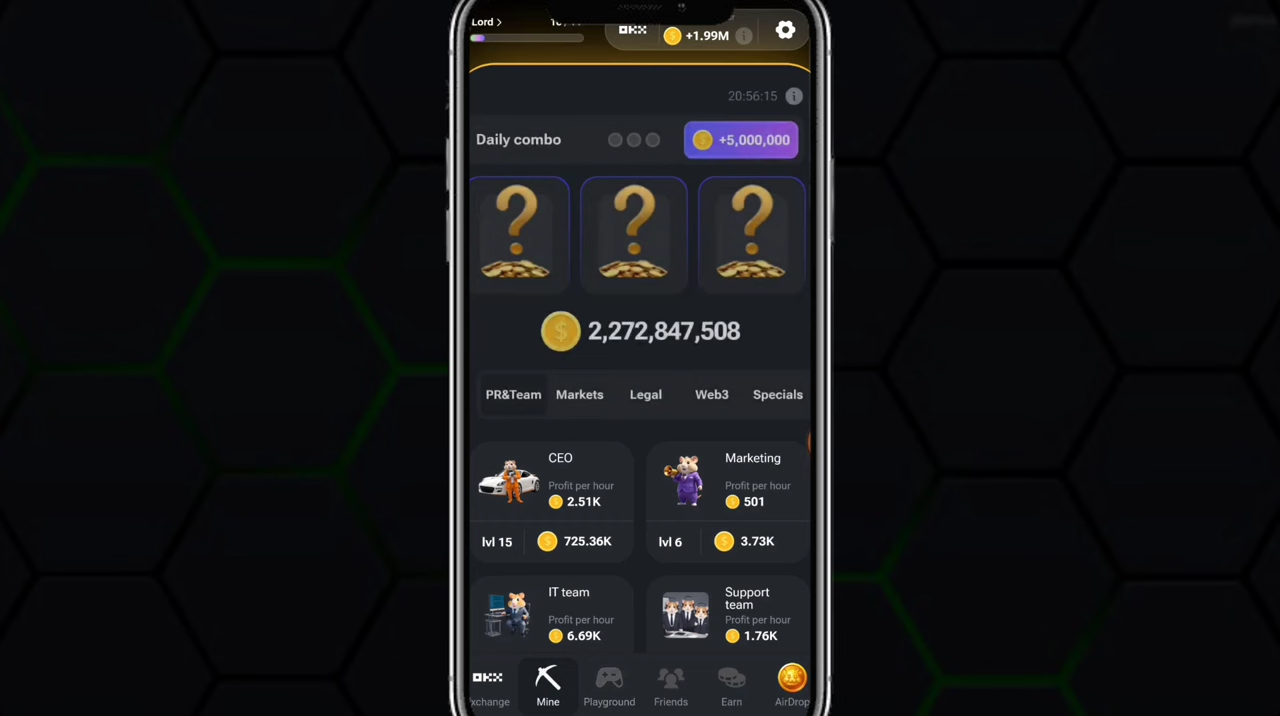 Lord >
OKX
+1.99M
20:56:15
Daily combo
+5,000,000
2,272,847,508
PR&Team Markets Legal Web3 Specials
CEO
Profit per hour
2.51K
lvl 15 725.36K
Marketing
Profit per hour
501
lvl 6 3.73K
IT team
Profit per hour
6.69K
Support
team
Profit per hour
1.76K
OKX
xchange Mine Playground Friends Earn AirDrop